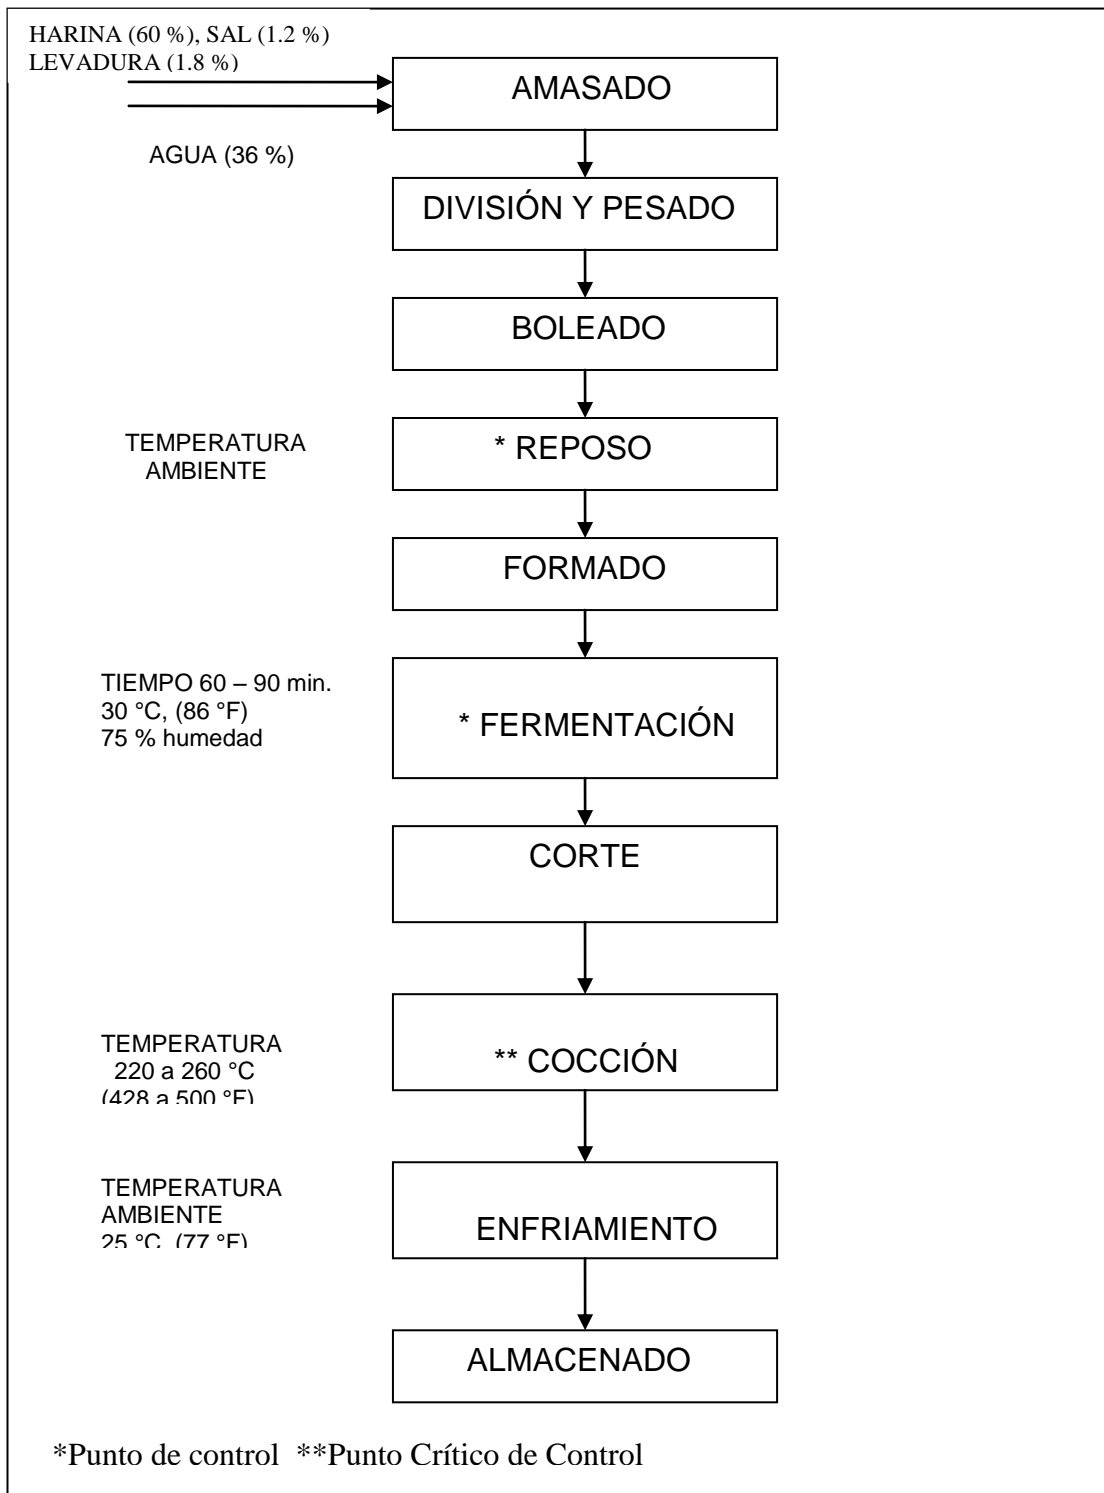 HARINA (60 %), SAL (1.2 %)
LEVADURA (1.8 %)
AMASADO
AGUA (36 %)
DIVISIÓN Y PESADO
BOLEADO
TEMPERATURA
AMBIENTE
* REPOSO
FORMADO
TIEMPO 60 – 90 min.
30 °C, (86 °F)
75 % humedad
* FERMENTACIÓN
CORTE
TEMPERATURA
220 a 260 °C
(428 a 500 °F)
** COCCIÓN
TEMPERATURA
AMBIENTE
25 °C, (77 °F)
ENFRIAMIENTO
ALMACENADO
*Punto de control **Punto Crítico de Control